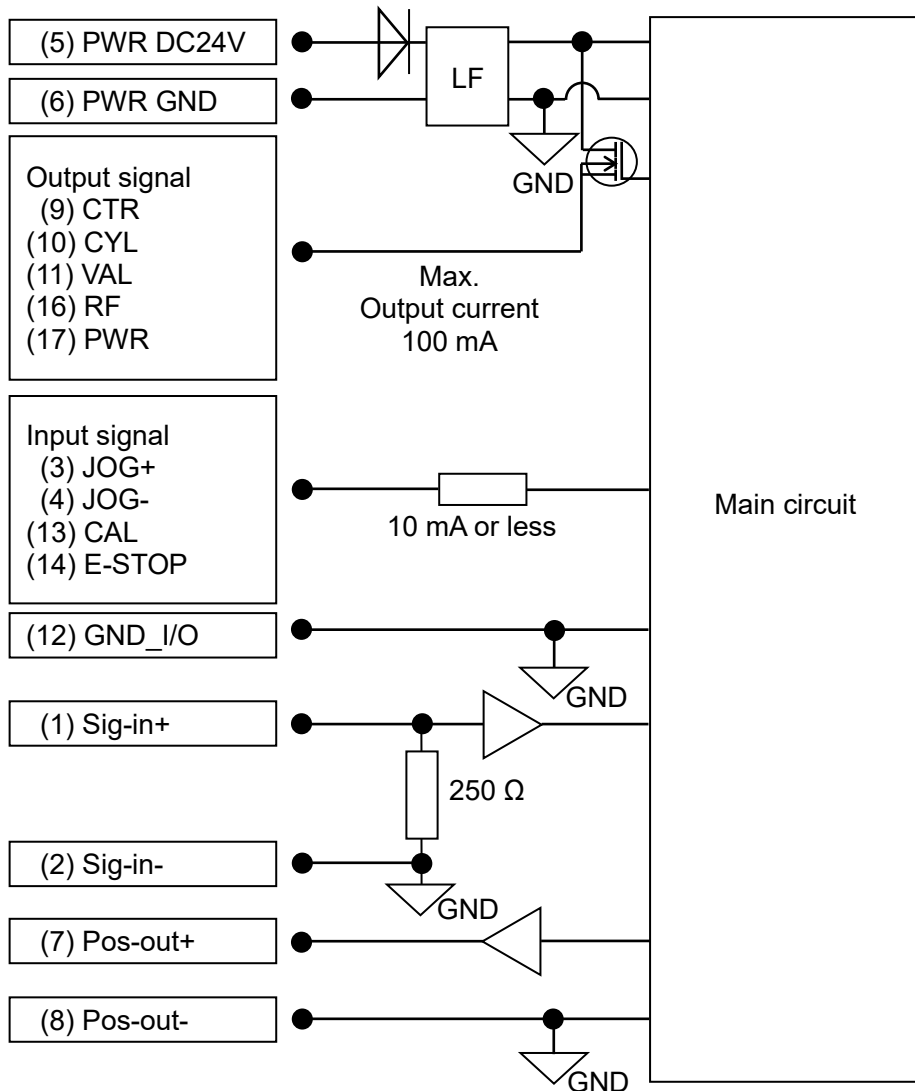 (5) PWR DC24V
LF
(6) PWR GND
GND
Output signal
(9) CTR
(10) CYL
(11) VAL
(16) RF
(17) PWR
Max.
Output current
100 mA
Input signal
(3) JOG+
(4) JOG-
(13) CAL
(14) E-STOP
10 mA or less
Main circuit
(12) GND_I/O
GND
(1) Sig-in+
250 Ω
(2) Sig-in-
GND
(7) Pos-out+
(8) Pos-out-
GND